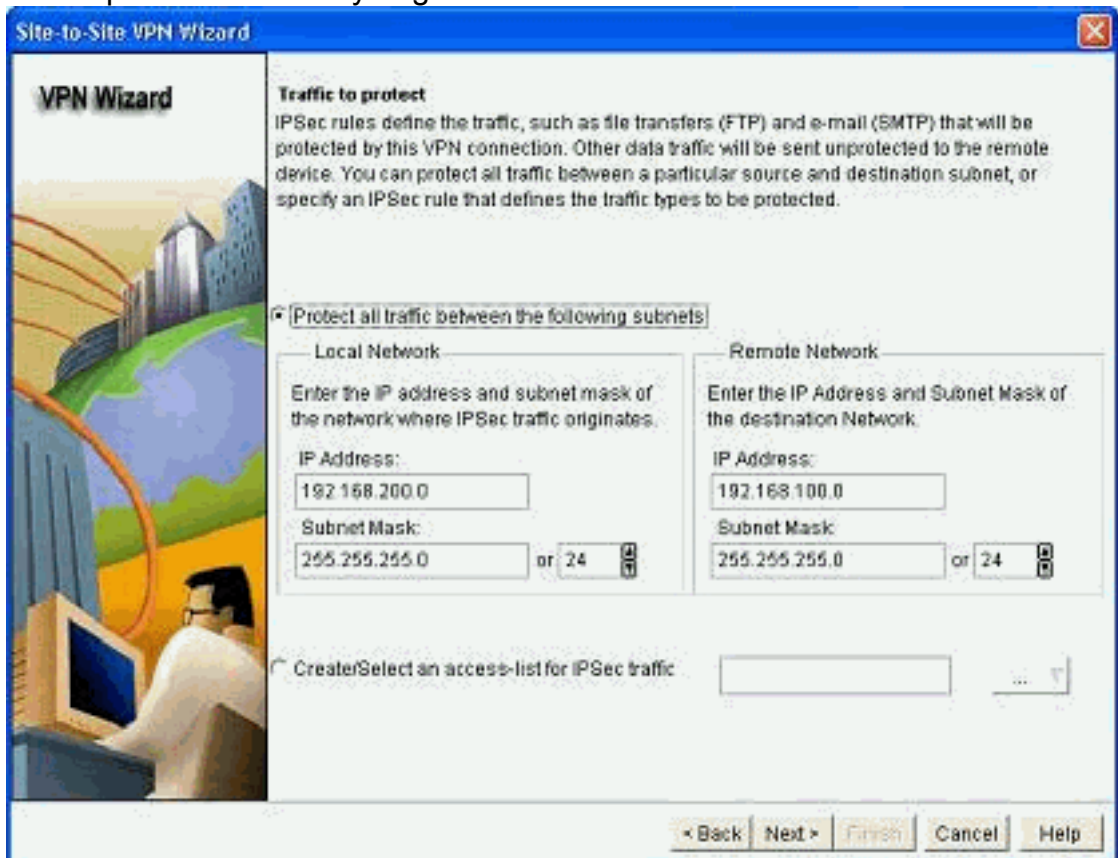 Site-to-Site VPN Wizard
VPN Wizard
Traffic to protect
IPSec rules define the traffic, such as file transfers (FTP) and e-mail (SMTP) that will be
protected by this VPN connection. Other data traffic will be sent unprotected to the remote
device. You can protect all traffic between a particular source and destination subnet, or
specify an IPSec rule that defines the traffic types to be protected.
Protect all traffic between the following subnets
Local Network
Enter the IP address and subnet mask of
the network where IPSec traffic originates.
IP Address:
192.168.200.0
Subnet Mask:
255.255.255.0 or 24
Remote Network
Enter the IP Address and Subnet Mask of
the destination Network.
IP Address:
192.168.100.0
Subnet Mask:
255.255.255.0 or 24
Create/Select an access-list for IPSec traffic
...
< Back Next > Finish Cancel Help